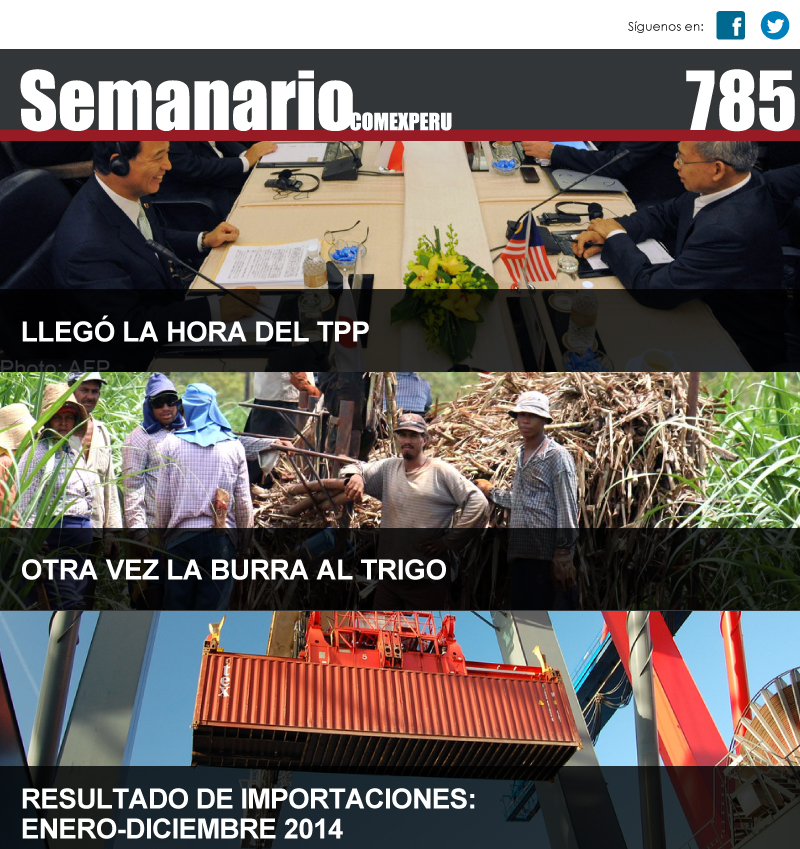 Síguenos en:
Semanario COMEXPERU 785
LLEGÓ LA HORA DEL TPP
Photo: AFP
OTRA VEZ LA BURRA AL TRIGO
tex
RESULTADO DE IMPORTACIONES:
ENERO-DICIEMBRE 2014